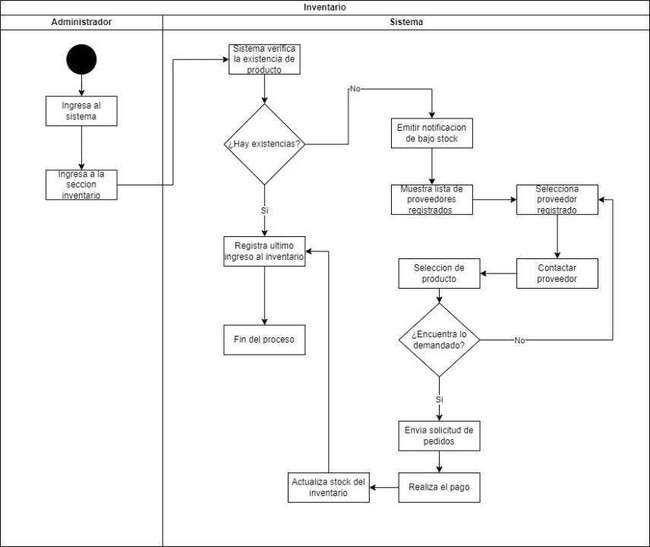 Inventario
Administrador
Sistema
Ingresa al
sistema
Ingresa a la
seccion
inventario
Sistema verifica
la existencia de
producto
¿Hay existencias?
No
Si
Emitir notificacion
de bajo stock
Muestra lista de
proveedores
registrados
Selecciona
proveedor
registrado
Registra ultimo
ingreso al inventario
Seleccion de
producto
Contactar
proveedor
Fin del proceso
¿Encuentra lo
demandado?
No
Si
Envia solicitud de
pedidos
Actualiza stock del
inventario
Realiza el pago